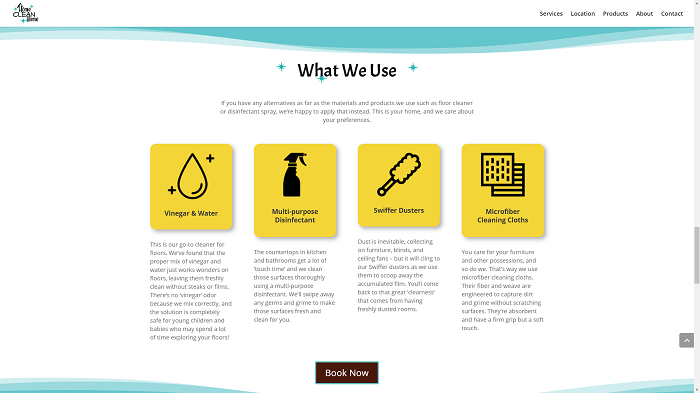 Home
CLEAN
Home!
Services Location Products About Contact
What We Use
If you have any alternatives as far as the materials and products we use such as floor cleaner
or disinfectant spray, we're happy to apply that instead. This is your home, and we care about
your preferences.
Vinegar & Water
This is our go-to cleaner for
floors. We've found that the
proper mix of vinegar and
water just works wonders on
floors, leaving them freshly
clean without steaks or films.
There's no 'vinegar' odor
because we mix correctly, and
the solution is completely
safe for young children and
babies who may spend a lot
of time exploring your floors!
Multi-purpose
Disinfectant
The countertops in kitchen
and bathrooms get a lot of
'touch time' and we clean
those surfaces thoroughly
using a multi-purpose
disinfectant. We'll swipe away
any germs and grime to make
those surfaces fresh and
clean for you.
Swiffer Dusters
Dust is inevitable, collecting
on furniture, blinds, and
ceiling fans – but it will cling to
our Swiffer dusters as we use
them to scoop away the
accumulated film. You'll come
back to that great 'clearness'
that comes from having
freshly dusted rooms.
Microfiber
Cleaning Cloths
You care for your furniture
and other possessions, and
so do we. That's way we use
microfiber cleaning cloths.
Their fiber and weave are
engineered to capture dirt
and grime without scratching
surfaces. They're absorbent
and have a firm grip but a soft
touch.
Book Now